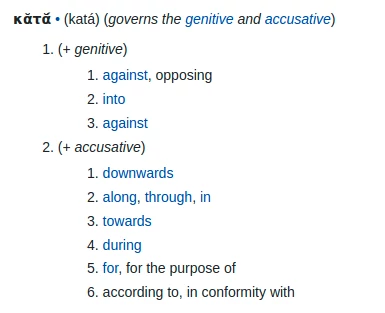 κᾰτᾰ́ • (katá) (governs the genitive and accusative)
1. (+ genitive)
1. against, opposing
2. into
3. against
2. (+ accusative)
1. downwards
2. along, through, in
3. towards
4. during
5. for, for the purpose of
6. according to, in conformity with